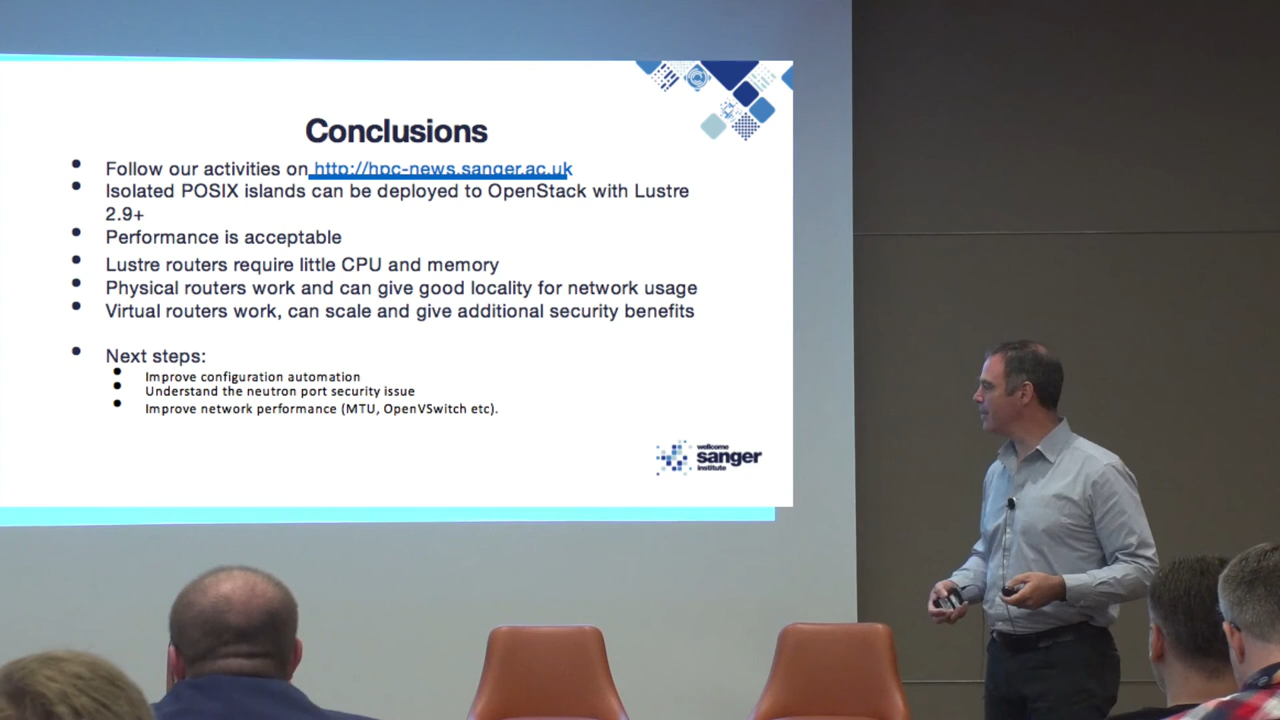 Conclusions
Follow our activities on http://hpc-news.sanger.ac.uk
Isolated POSIX islands can be deployed to OpenStack with Lustre
2.9+
Performance is acceptable
Lustre routers require little CPU and memory
Physical routers work and can give good locality for network usage
Virtual routers work, can scale and give additional security benefits
Next steps:
Improve configuration automation
Understand the neutron port security issue
Improve network performance (MTU, OpenVSwitch etc).
wellcome
sanger
institute